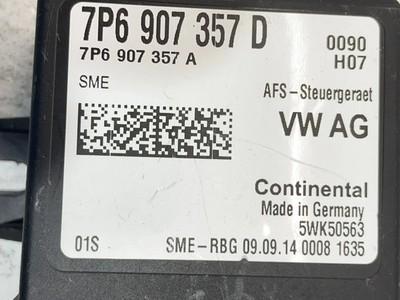 7P6 907 357 D
0090
7P6 907 357 A
H07
SME
AFS-Steuergeraet
VW AG
Continental
Made in Germany
5WK50563
01S SME-RBG 09.09.14 0008 1635